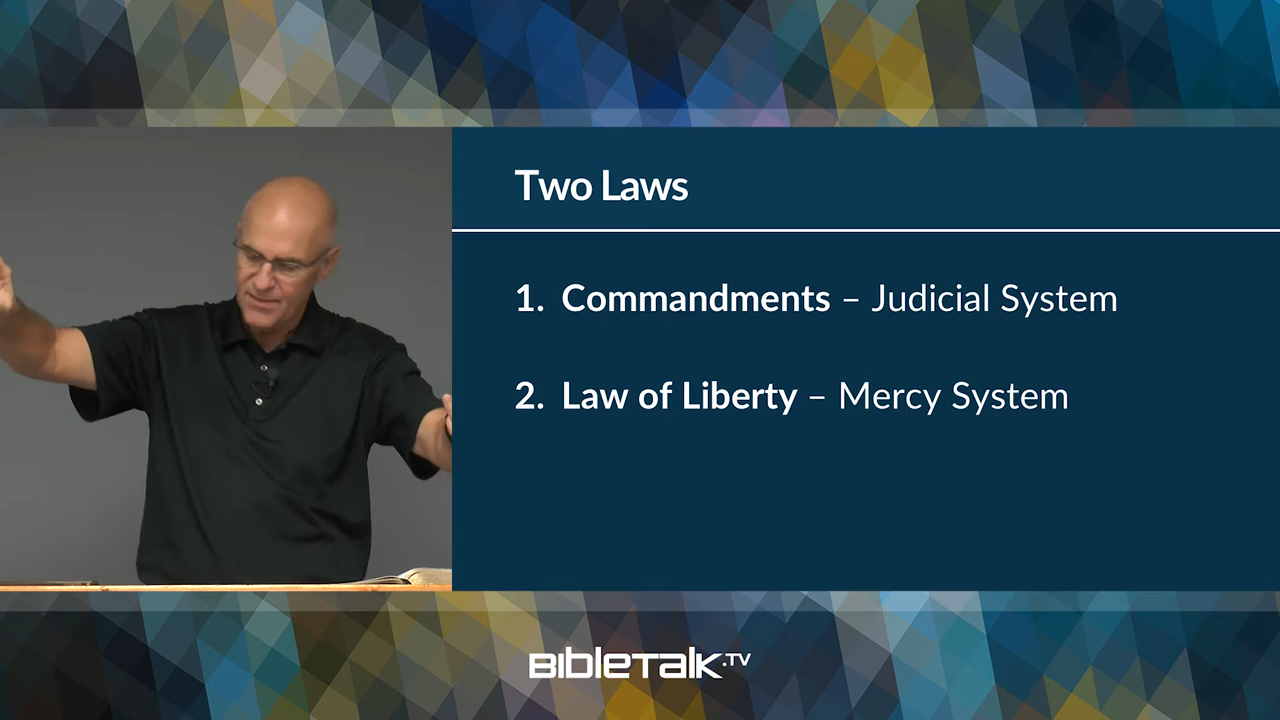 Two Laws
1. Commandments – Judicial System
2. Law of Liberty – Mercy System
BibleTalk.TV